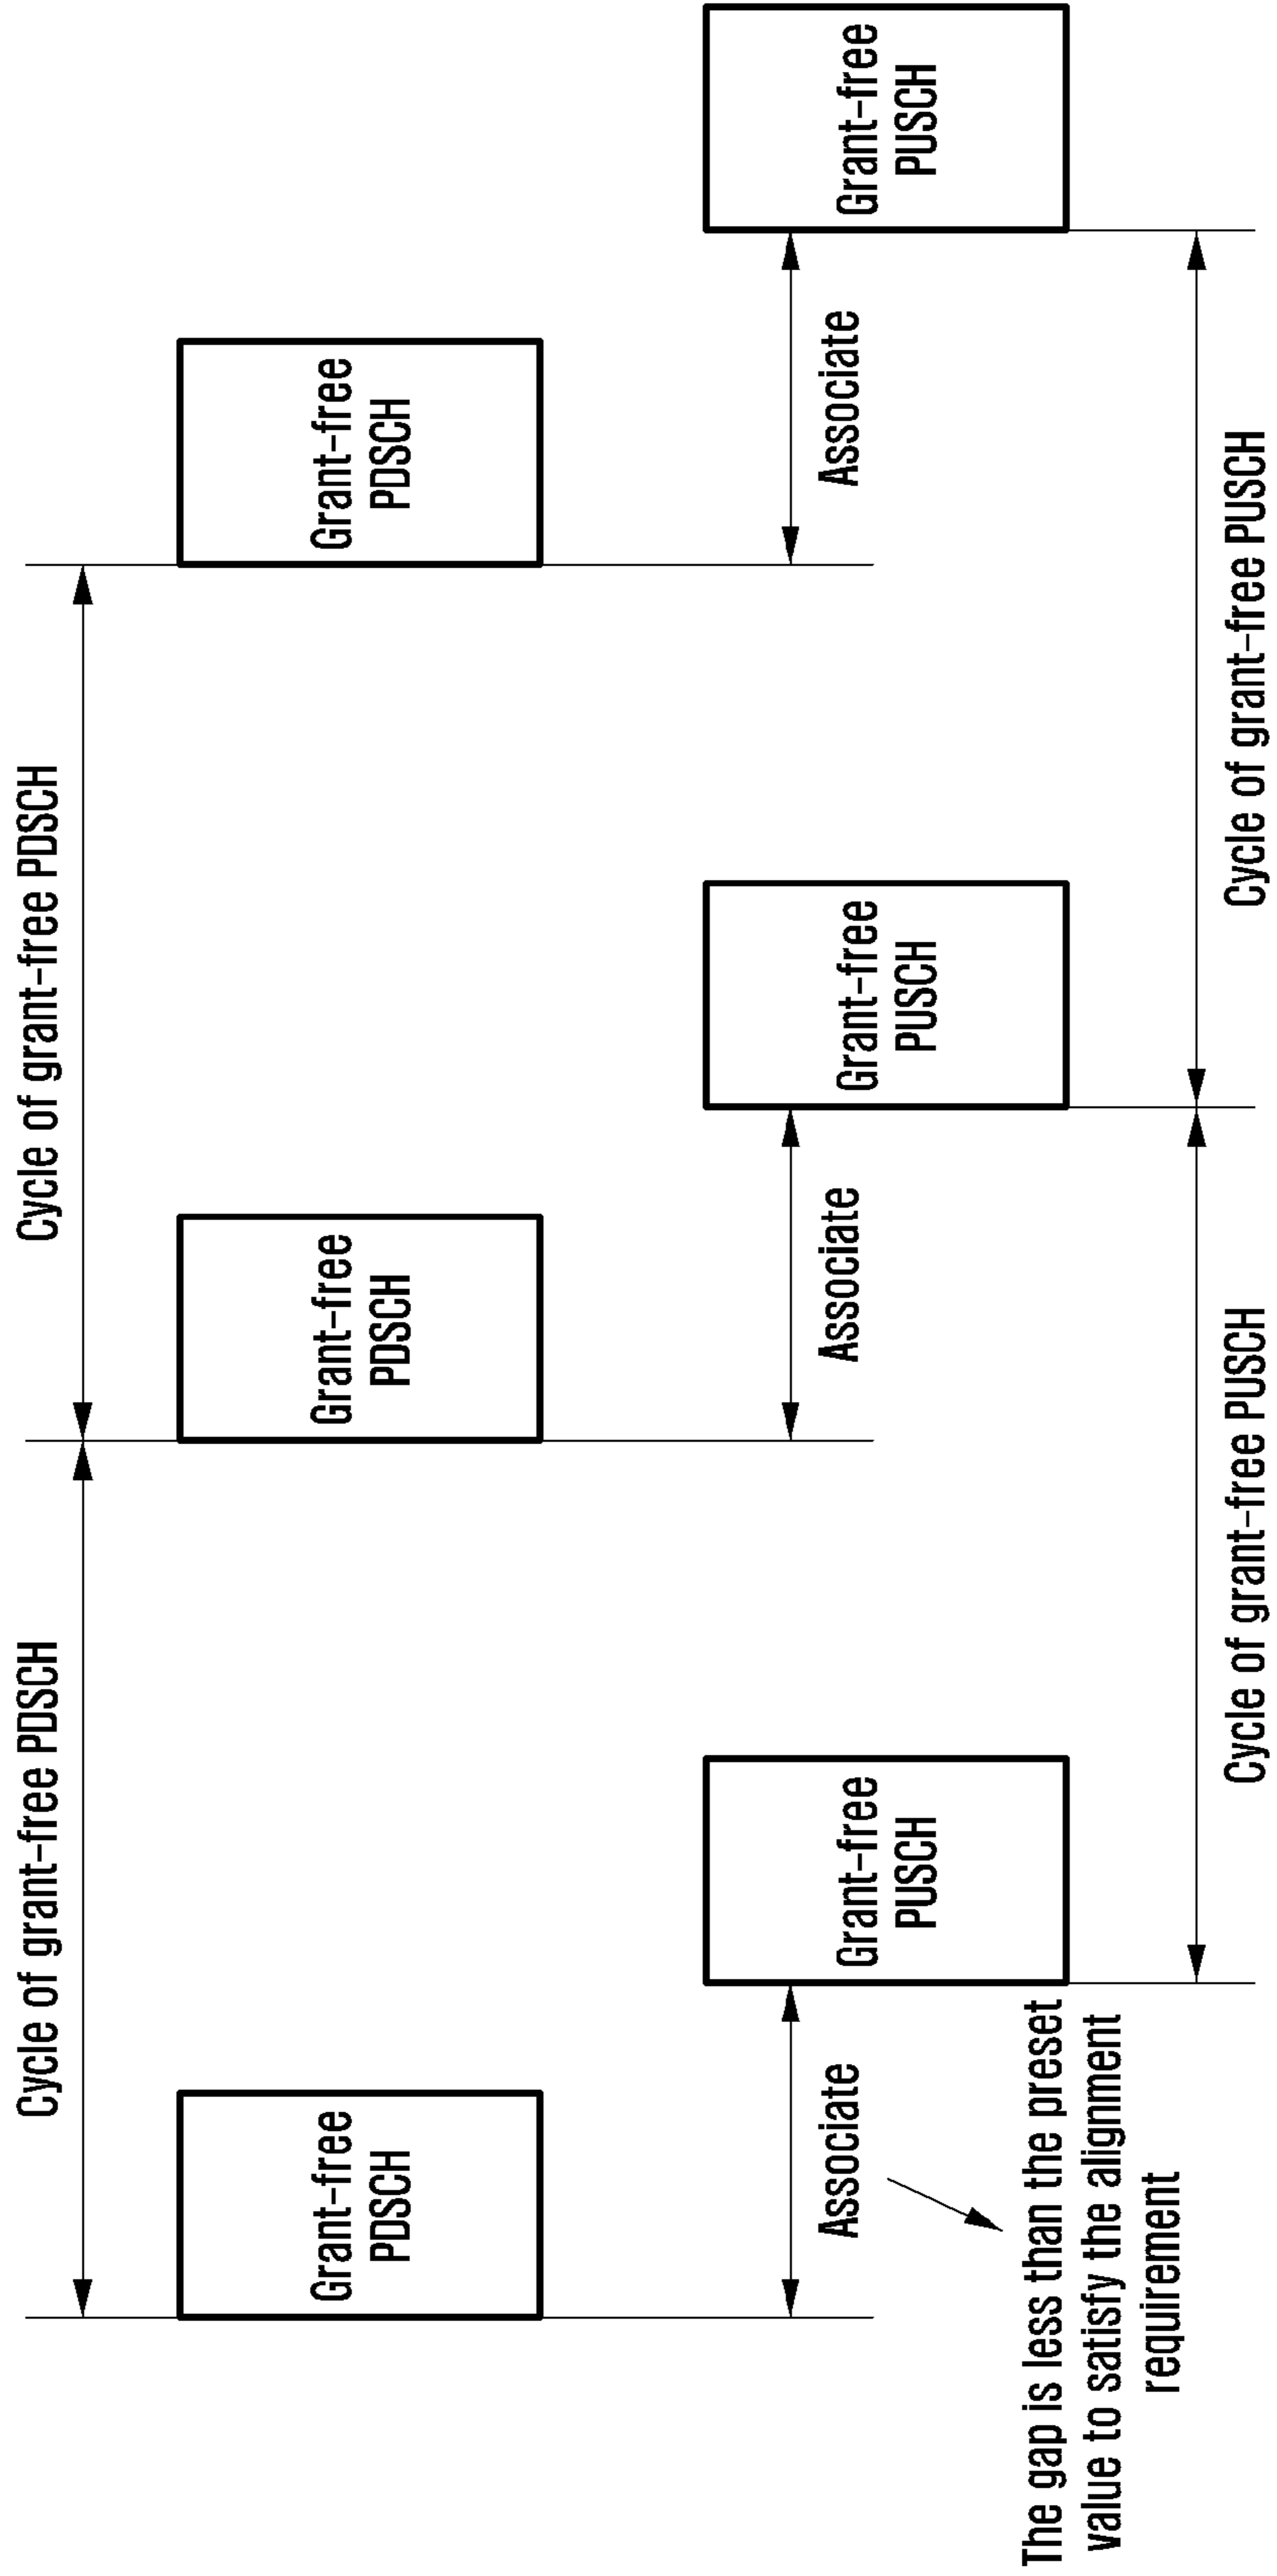 Cycle of grant-free PDSCH
Cycle of grant-free PDSCH
Grant-free
PDSCH
Grant-free
PDSCH
Grant-free
PDSCH
Grant-free
PUSCH
Grant-free
PUSCH
Grant-free
PUSCH
Associate
Associate
Associate
The gap is less than the preset
value to satisfy the alignment
requirement
Cycle of grant-free PUSCH
Cycle of grant-free PUSCH